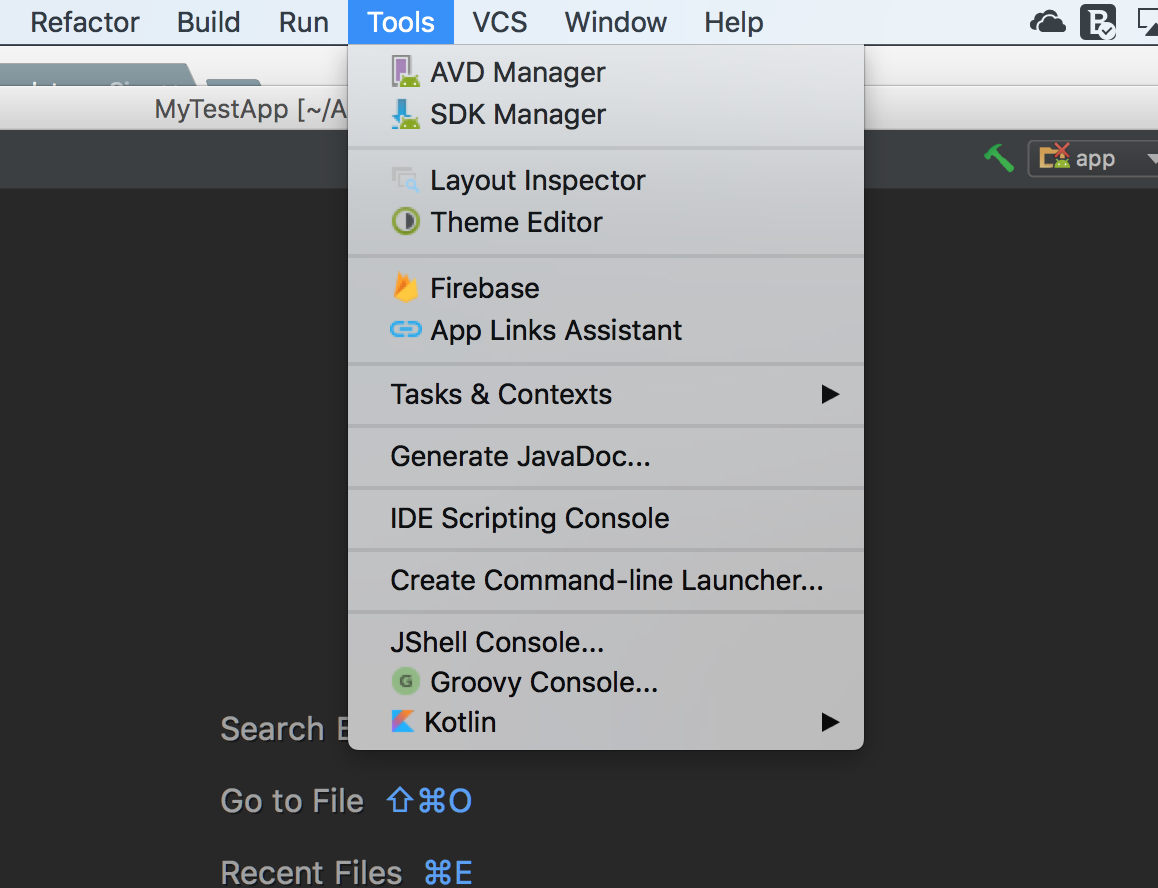 Refactor Build Run Tools VCS Window Help
MyTestApp [~/A
app
AVD Manager
SDK Manager
Layout Inspector
Theme Editor
Firebase
App Links Assistant
Tasks & Contexts
Generate JavaDoc...
IDE Scripting Console
Create Command-line Launcher...
JShell Console...
G Groovy Console...
Kotlin
Search E
Go to File ⇧⌘O
Recent Files ⌘E